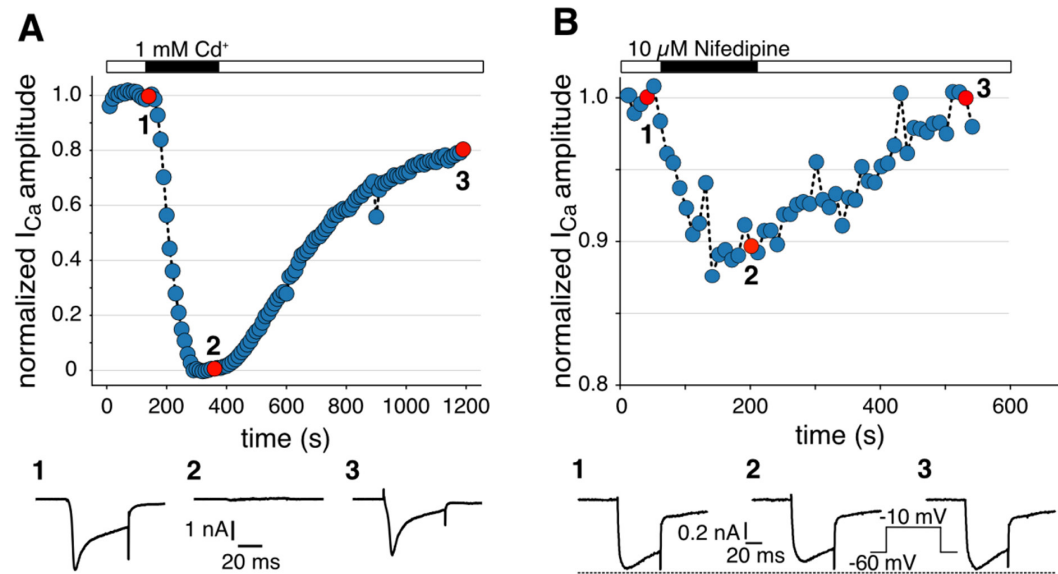 A
1 mM Cd⁺
normalized I_Ca amplitude
1.0
0.8
0.6
0.4
0.2
0
1
2
3
0 200 400 600 800 1000 1200
time (s)
1 2 3
1 nA
20 ms
B
10 µM Nifedipine
normalized I_Ca amplitude
1.0
0.9
0.8
1
2
3
0 200 400 600
time (s)
1 2 3
0.2 nA
20 ms
-10 mV
-60 mV